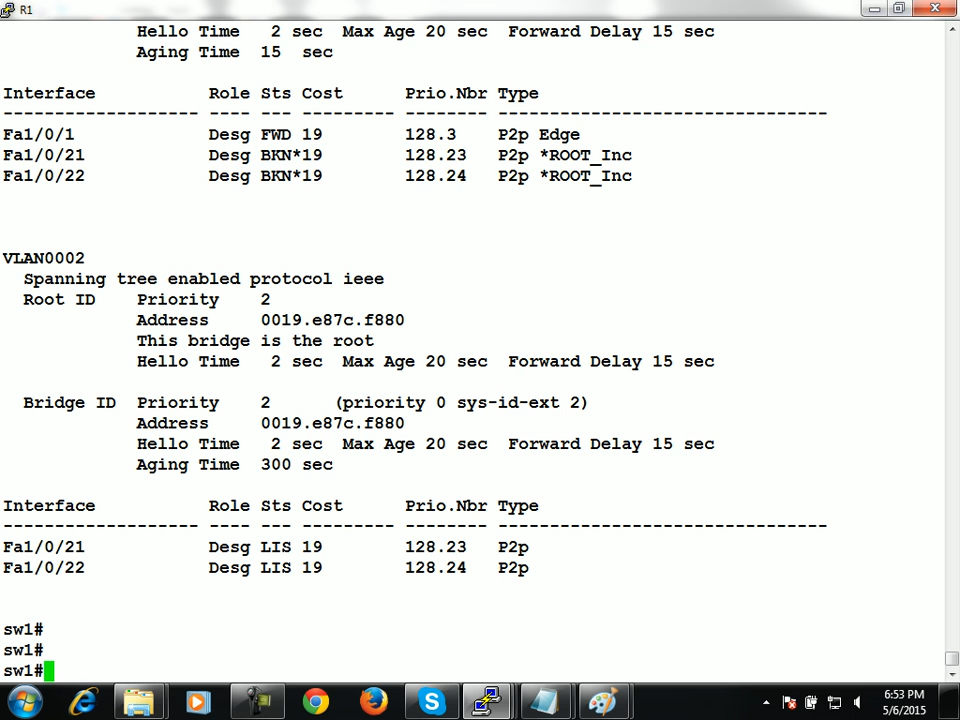 R1
Hello Time 2 sec Max Age 20 sec Forward Delay 15 sec
Aging Time 15 sec
Interface Role Sts Cost Prio.Nbr Type
------------------- ---- --- --------- -------- --------------------------------
Fa1/0/1 Desg FWD 19 128.3 P2p Edge
Fa1/0/21 Desg BKN*19 128.23 P2p *ROOT_Inc
Fa1/0/22 Desg BKN*19 128.24 P2p *ROOT_Inc
VLAN0002
Spanning tree enabled protocol ieee
Root ID Priority 2
Address 0019.e87c.f880
This bridge is the root
Hello Time 2 sec Max Age 20 sec Forward Delay 15 sec
Bridge ID Priority 2 (priority 0 sys-id-ext 2)
Address 0019.e87c.f880
Hello Time 2 sec Max Age 20 sec Forward Delay 15 sec
Aging Time 300 sec
Interface Role Sts Cost Prio.Nbr Type
------------------- ---- --- --------- -------- --------------------------------
Fa1/0/21 Desg LIS 19 128.23 P2p
Fa1/0/22 Desg LIS 19 128.24 P2p
sw1#
sw1#
sw1#
6:53 PM
5/6/2015